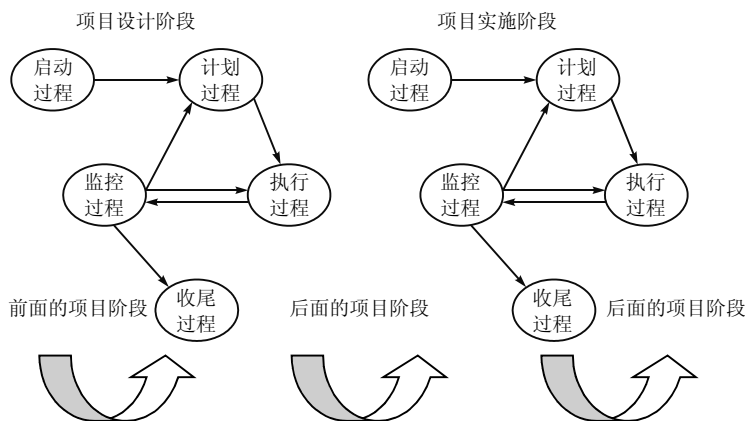 项目设计阶段
项目实施阶段
启动
过程
计划
过程
启动
过程
计划
过程
监控
过程
执行
过程
监控
过程
执行
过程
前面的项目阶段
收尾
过程
后面的项目阶段
收尾
过程
后面的项目阶段